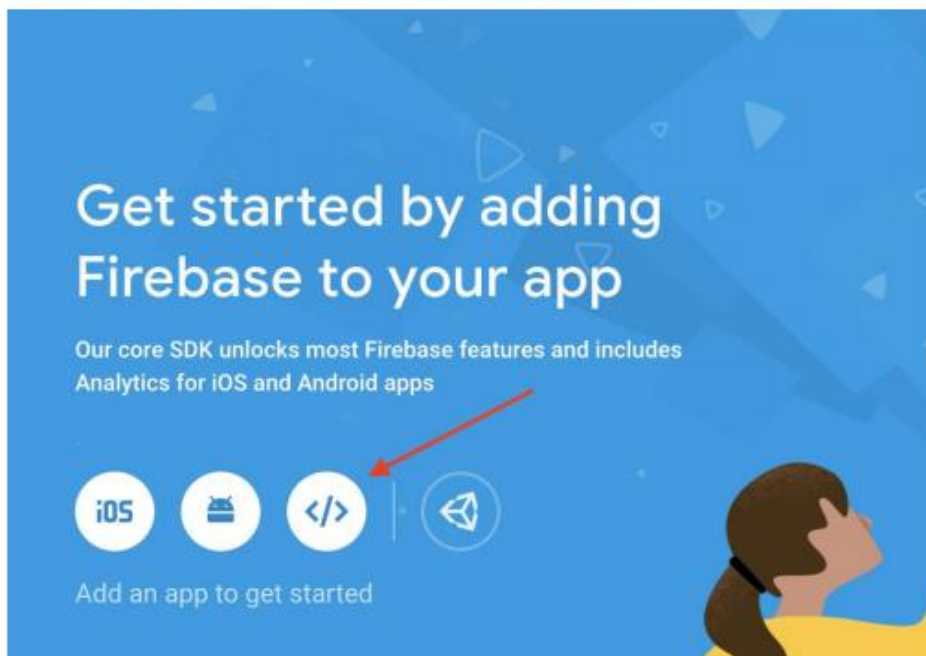 Get started by adding
Firebase to your app
Our core SDK unlocks most Firebase features and includes
Analytics for iOS and Android apps
iOS
</>
Add an app to get started